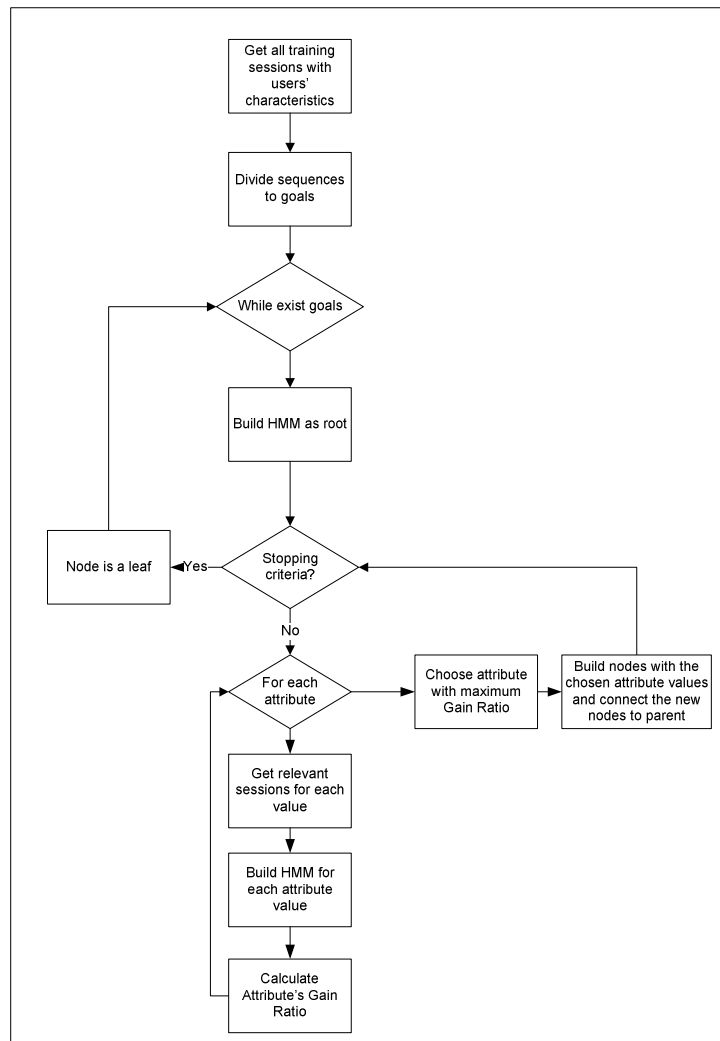 Get all training
sessions with
users'
characteristics
Divide sequences
to goals
While exist goals
Build HMM as root
Node is a leaf
Yes
Stopping
criteria?
No
For each
attribute
Choose attribute
with maximum
Gain Ratio
Build nodes with the
chosen attribute values
and connect the new
nodes to parent
Get relevant
sessions for each
value
Build HMM for
each attribute
value
Calculate
Attribute's Gain
Ratio